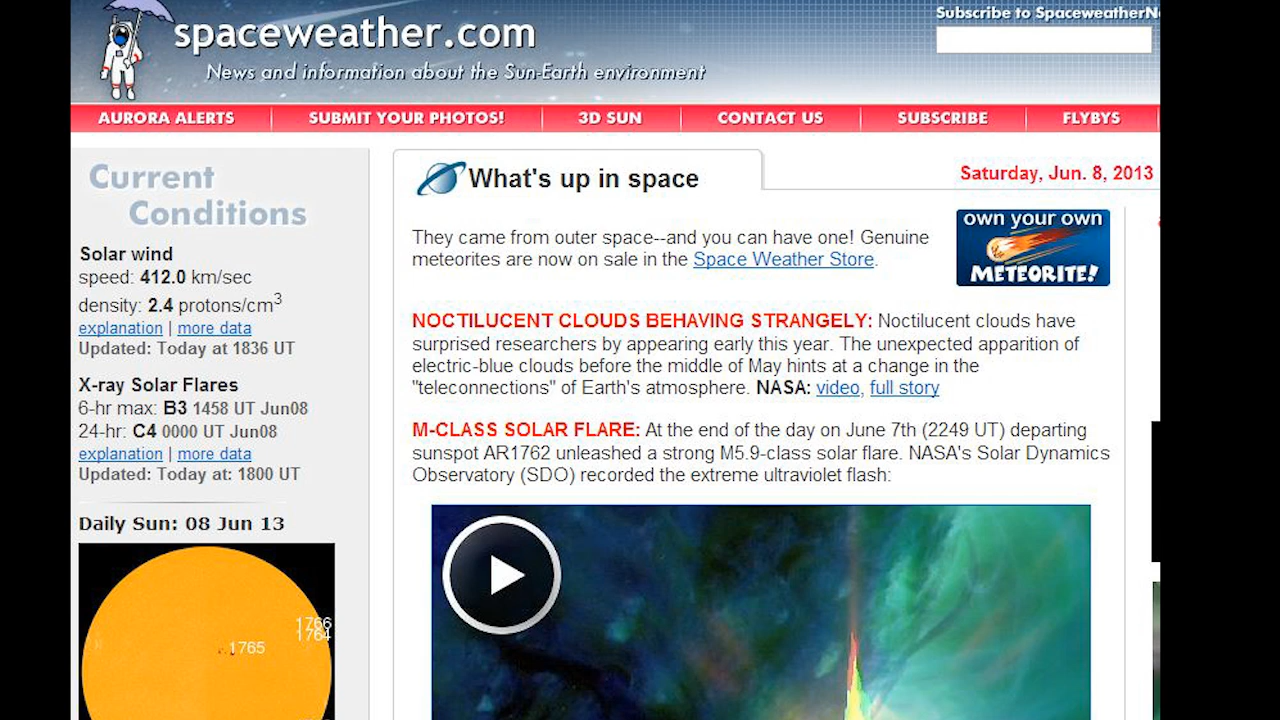 spaceweather.com
News and information about the Sun-Earth environment
Subscribe to SpaceweatherN
AURORA ALERTS
SUBMIT YOUR PHOTOS!
3D SUN
CONTACT US
SUBSCRIBE
FLYBYS
Current
Conditions
Solar wind
speed: 412.0 km/sec
density: 2.4 protons/cm3
explanation | more data
Updated: Today at 1836 UT
X-ray Solar Flares
6-hr max: B3 1458 UT Jun08
24-hr: C4 0000 UT Jun08
explanation | more data
Updated: Today at: 1800 UT
Daily Sun: 08 Jun 13
1766
1764
1765
What's up in space
Saturday, Jun. 8, 2013
They came from outer space--and you can have one! Genuine
meteorites are now on sale in the Space Weather Store.
own your own
METEORITE!
NOCTILUCENT CLOUDS BEHAVING STRANGELY: Noctilucent clouds have
surprised researchers by appearing early this year. The unexpected apparition of
electric-blue clouds before the middle of May hints at a change in the
"teleconnections" of Earth's atmosphere. NASA: video, full story
M-CLASS SOLAR FLARE: At the end of the day on June 7th (2249 UT) departing
sunspot AR1762 unleashed a strong M5.9-class solar flare. NASA's Solar Dynamics
Observatory (SDO) recorded the extreme ultraviolet flash: